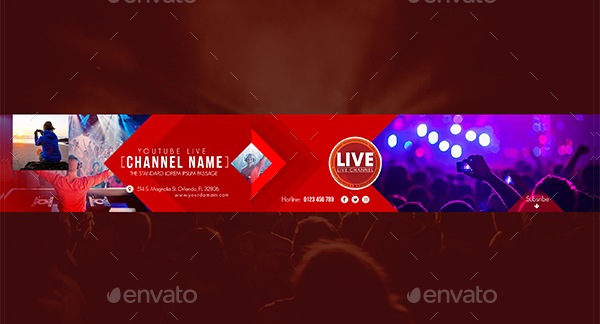 envato
envato
YOUTUBE LIVE
[CHANNEL NAME]
THE STANDARD LOREM IPSUM PASSAGE
314 S. Magnolia St. Orlando, FL 32806
www.yourdomain.com
LIVE
LIVE CHANNEL
Hotline: 0123 456 789
Subsribe
envato
envato